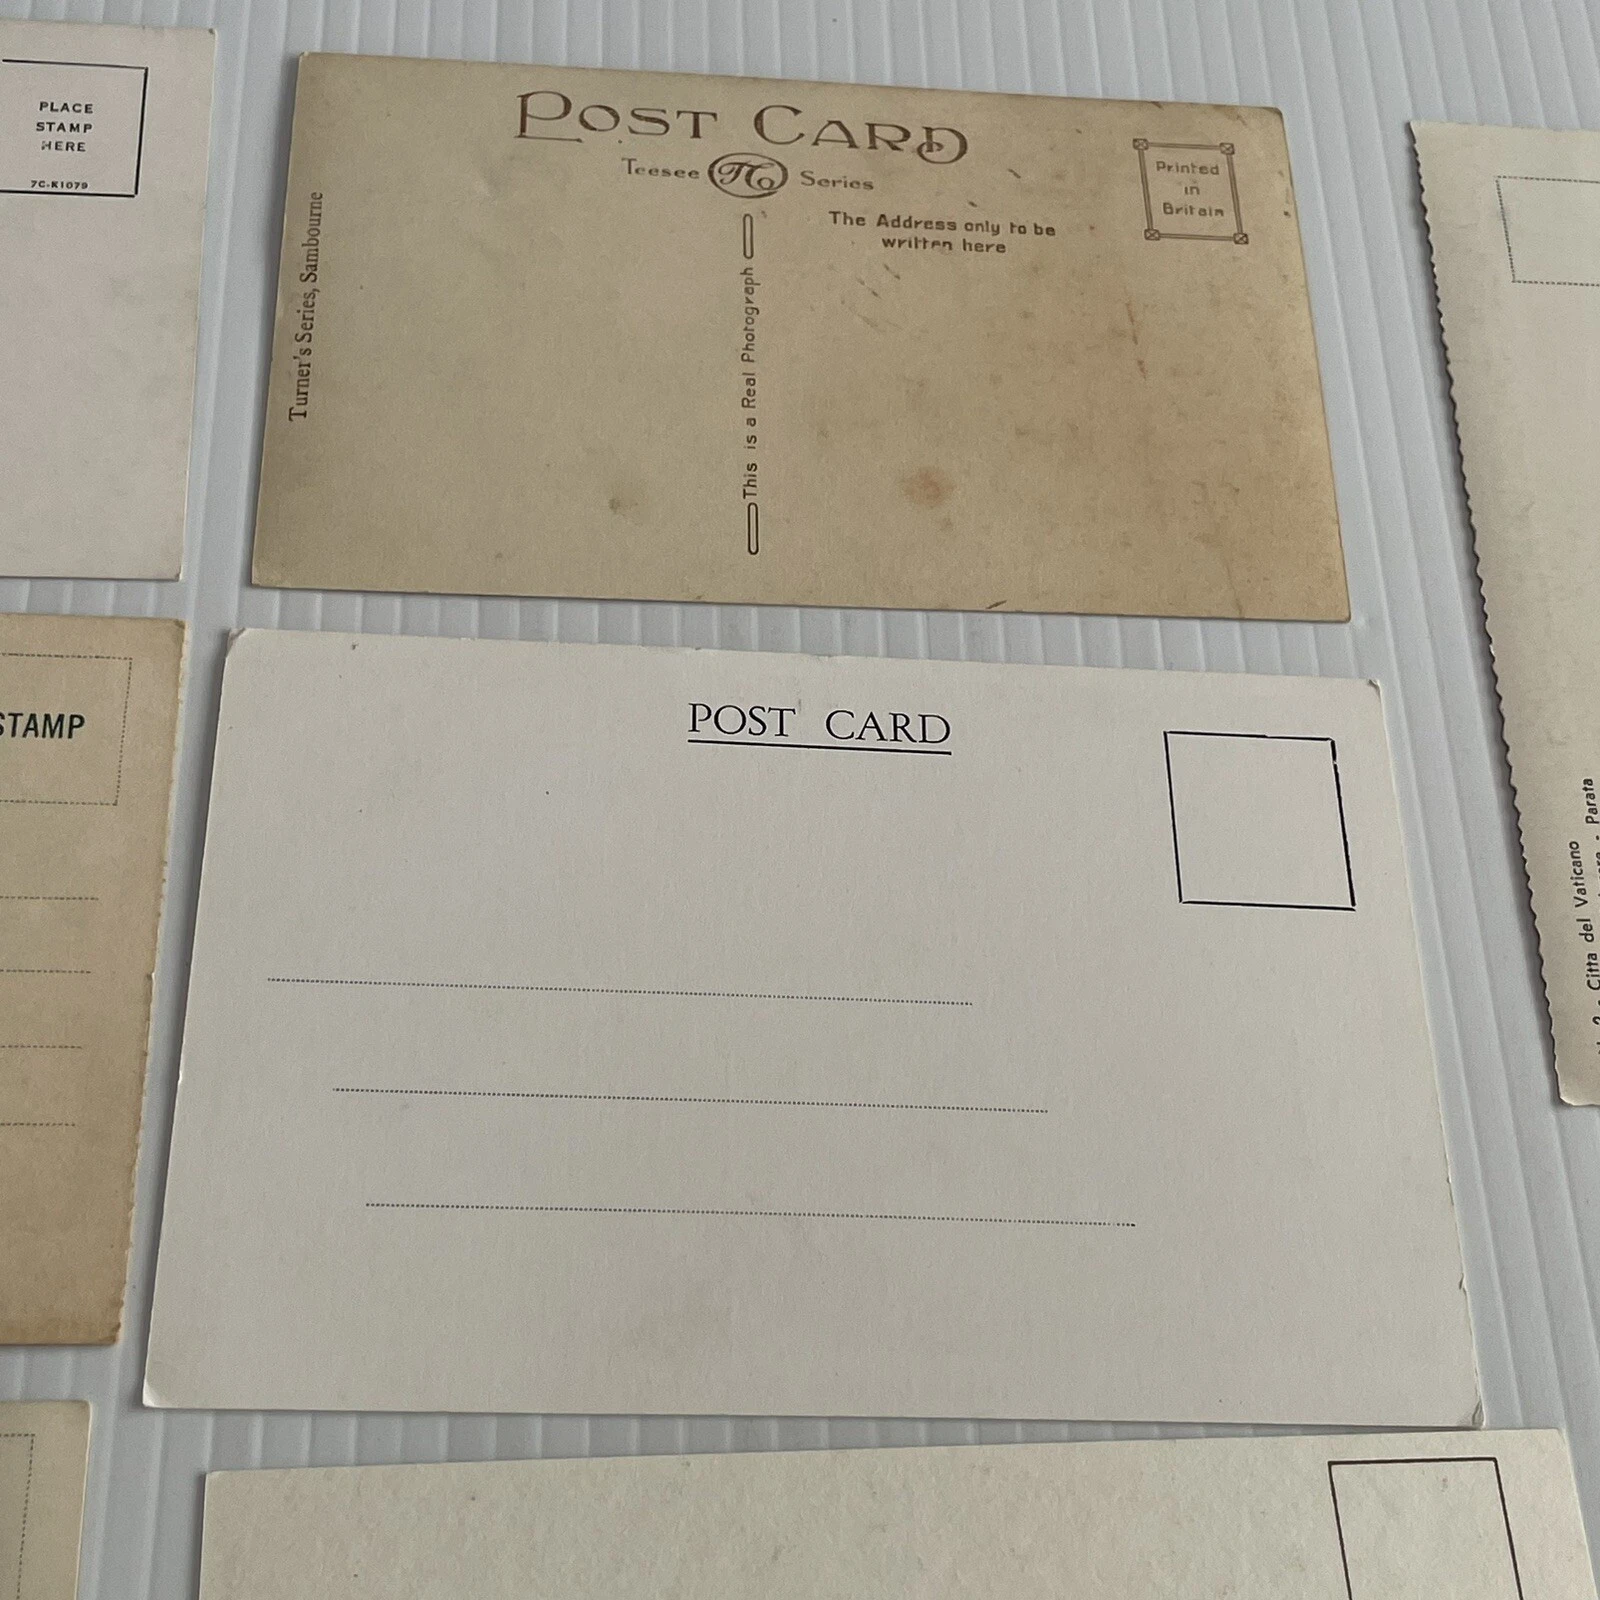 PLACE
STAMP
HERE
7C-K1079
POST CARD
Teesee TCo Series
The Address only to be
written here
Printed
in
Britain
Turner's Series, Sambourne
This is a Real Photograph
STAMP
POST CARD
Citta del Vaticano
- Parata